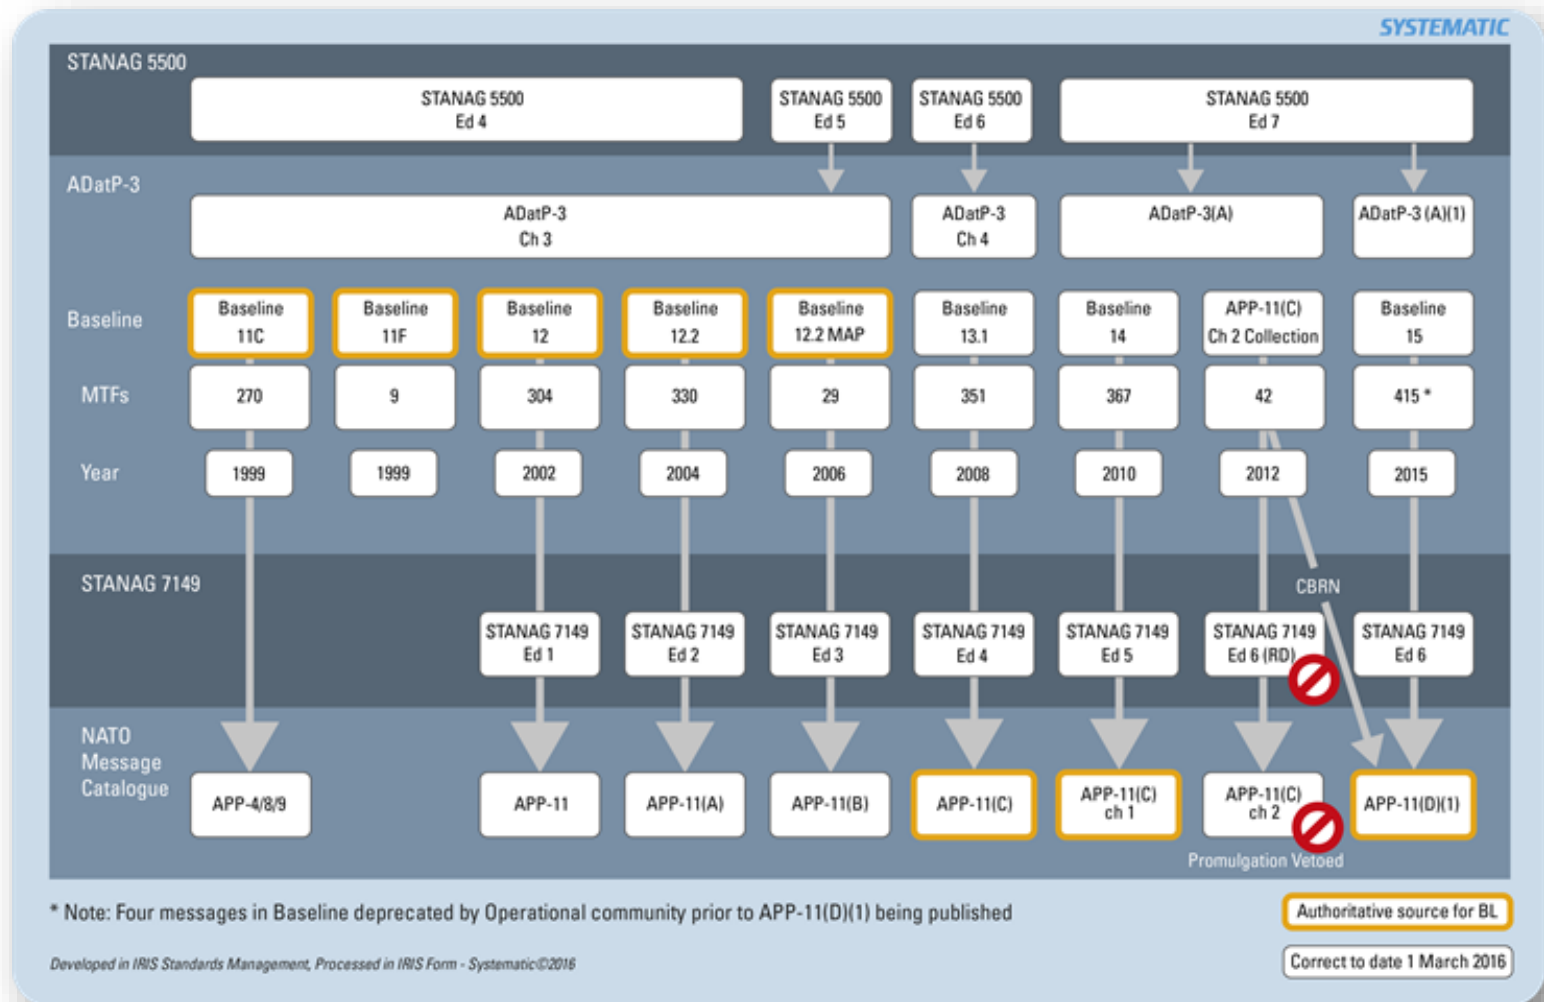 SYSTEMATIC
STANAG 5500
STANAG 5500
Ed 4
STANAG 5500
Ed 5
STANAG 5500
Ed 6
STANAG 5500
Ed 7
ADatP-3
ADatP-3
Ch 3
ADatP-3
Ch 4
ADatP-3(A)
ADatP-3 (A)(1)
Baseline
Baseline
11C
Baseline
11F
Baseline
12
Baseline
12.2
Baseline
12.2 MAP
Baseline
13.1
Baseline
14
APP-11(C)
Ch 2 Collection
Baseline
15
MTFs
270
9
304
330
29
351
367
42
415 *
Year
1999
1999
2002
2004
2006
2008
2010
2012
2015
STANAG 7149
CBRN
STANAG 7149
Ed 1
STANAG 7149
Ed 2
STANAG 7149
Ed 3
STANAG 7149
Ed 4
STANAG 7149
Ed 5
STANAG 7149
Ed 6 (RD)
STANAG 7149
Ed 6
NATO
Message
Catalogue
APP-4/8/9
APP-11
APP-11(A)
APP-11(B)
APP-11(C)
APP-11(C)
ch 1
APP-11(C)
ch 2
APP-11(D)(1)
Promulgation Vetoed
* Note: Four messages in Baseline deprecated by Operational community prior to APP-11(D)(1) being published
Authoritative source for BL
Developed in IRIS Standards Management, Processed in IRIS Form - Systematic©2016
Correct to date 1 March 2016